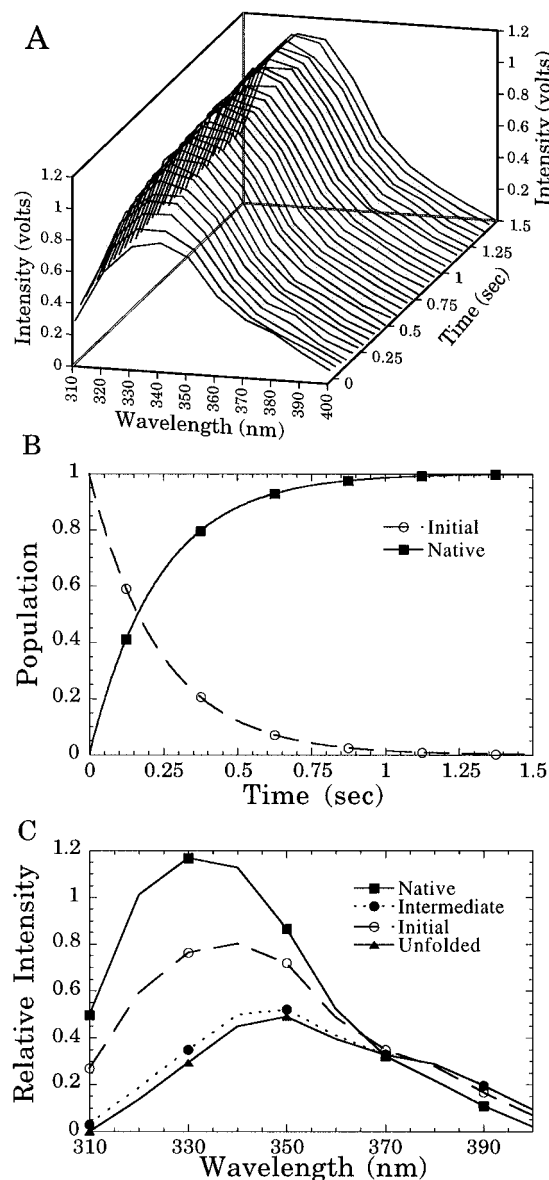 A
1.2
1
0.8
0.6
0.4
0.2
Intensity (volts)
1.2
1
0.8
0.6
0.4
0.2
0
Intensity (volts)
310
320
330
340
350
360
370
380
390
400
Wavelength (nm)
0
0.25
0.5
0.75
1
1.25
1.5
Time (sec)
B
1
0.8
0.6
0.4
0.2
0
Population
Initial
Native
0 0.25 0.5 0.75 1 1.25 1.5
Time (sec)
C
1.2
1
0.8
0.6
0.4
0.2
0
Relative Intensity
Native
Intermediate
Initial
Unfolded
310 330 350 370 390
Wavelength (nm)